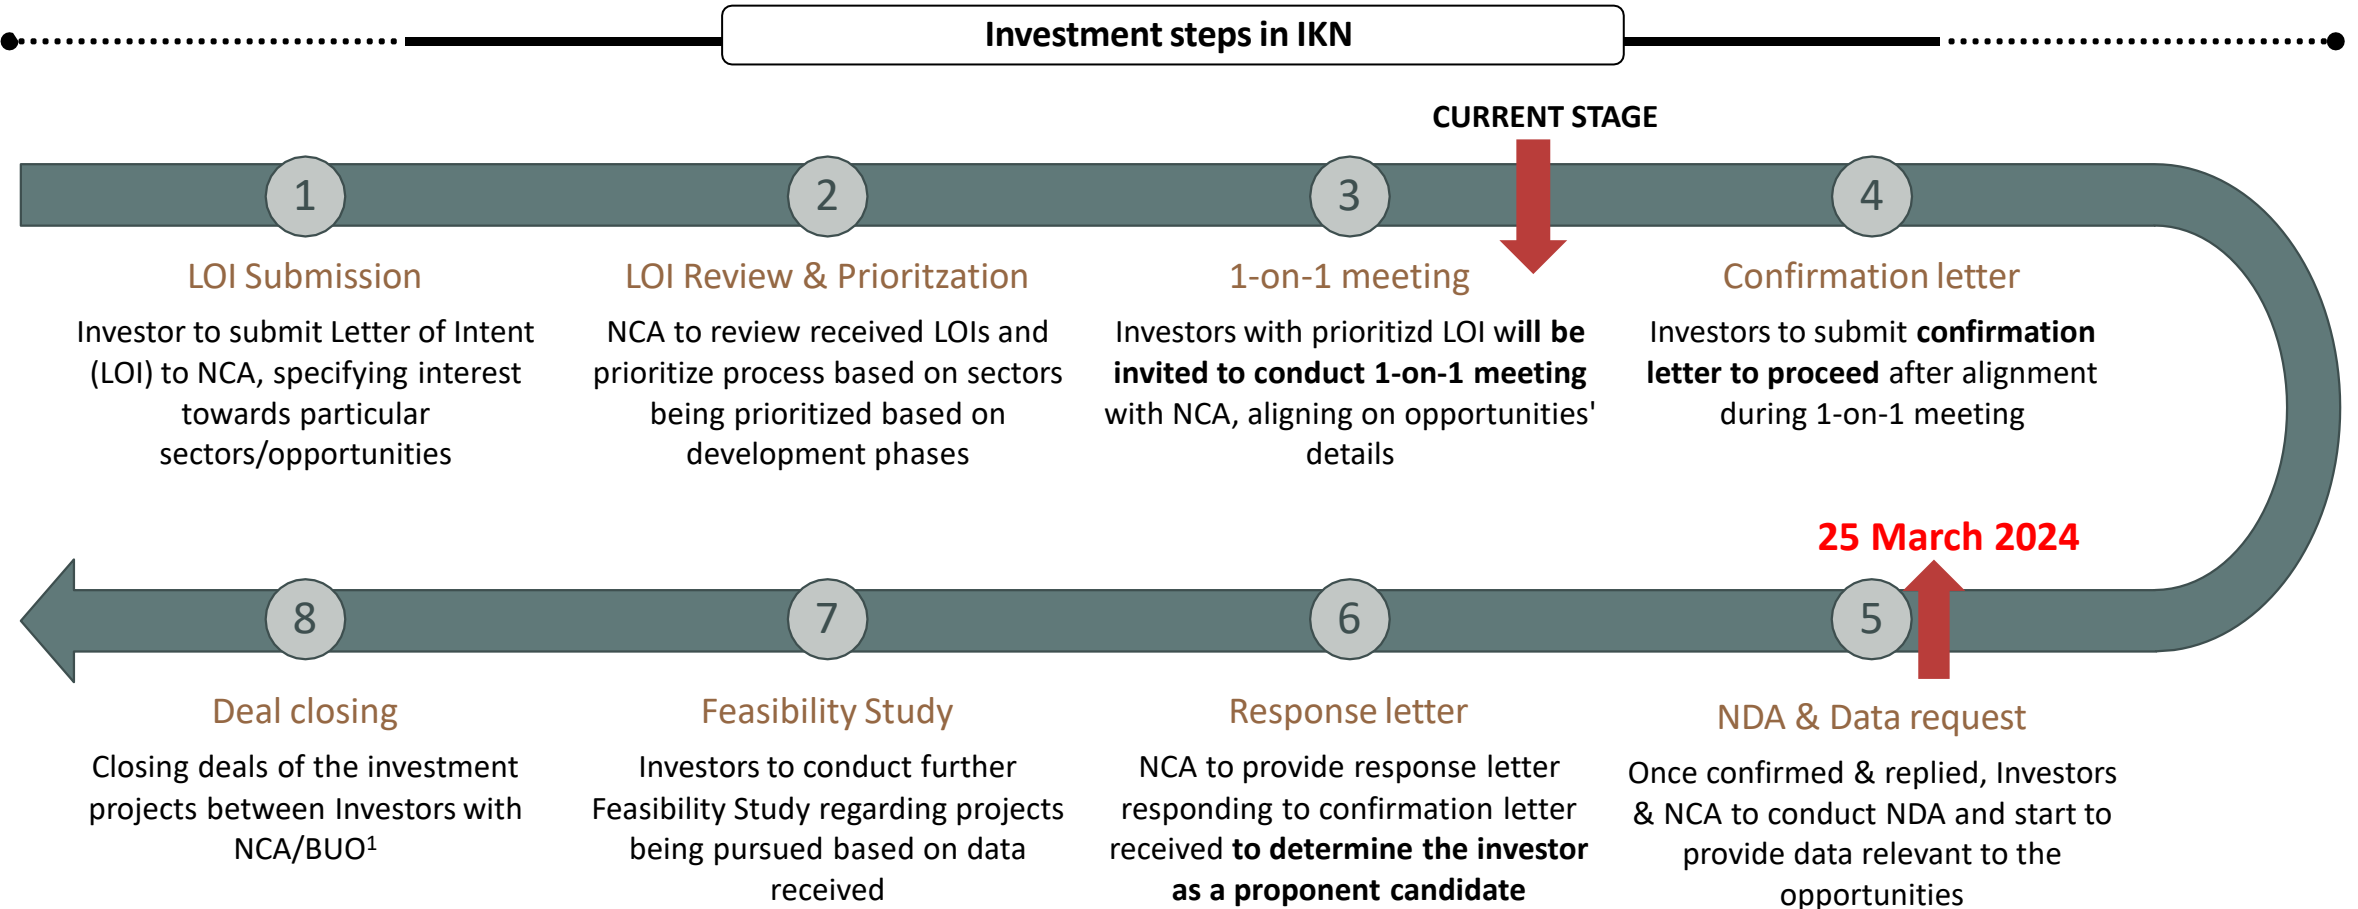 Investment steps in IKN
CURRENT STAGE
1
2
3
4
LOI Submission
Investor to submit Letter of Intent
(LOI) to NCA, specifying interest
towards particular
sectors/opportunities
LOI Review & Prioritzation
NCA to review received LOIs and
prioritize process based on sectors
being prioritized based on
development phases
1-on-1 meeting
Investors with prioritizd LOI will be
invited to conduct 1-on-1 meeting
with NCA, aligning on opportunities'
details
Confirmation letter
Investors to submit confirmation
letter to proceed after alignment
during 1-on-1 meeting
25 March 2024
5
6
7
8
NDA & Data request
Once confirmed & replied, Investors
& NCA to conduct NDA and start to
provide data relevant to the
opportunities
Response letter
NCA to provide response letter
responding to confirmation letter
received to determine the investor
as a proponent candidate
Feasibility Study
Investors to conduct further
Feasibility Study regarding projects
being pursued based on data
received
Deal closing
Closing deals of the investment
projects between Investors with
NCA/BUO¹